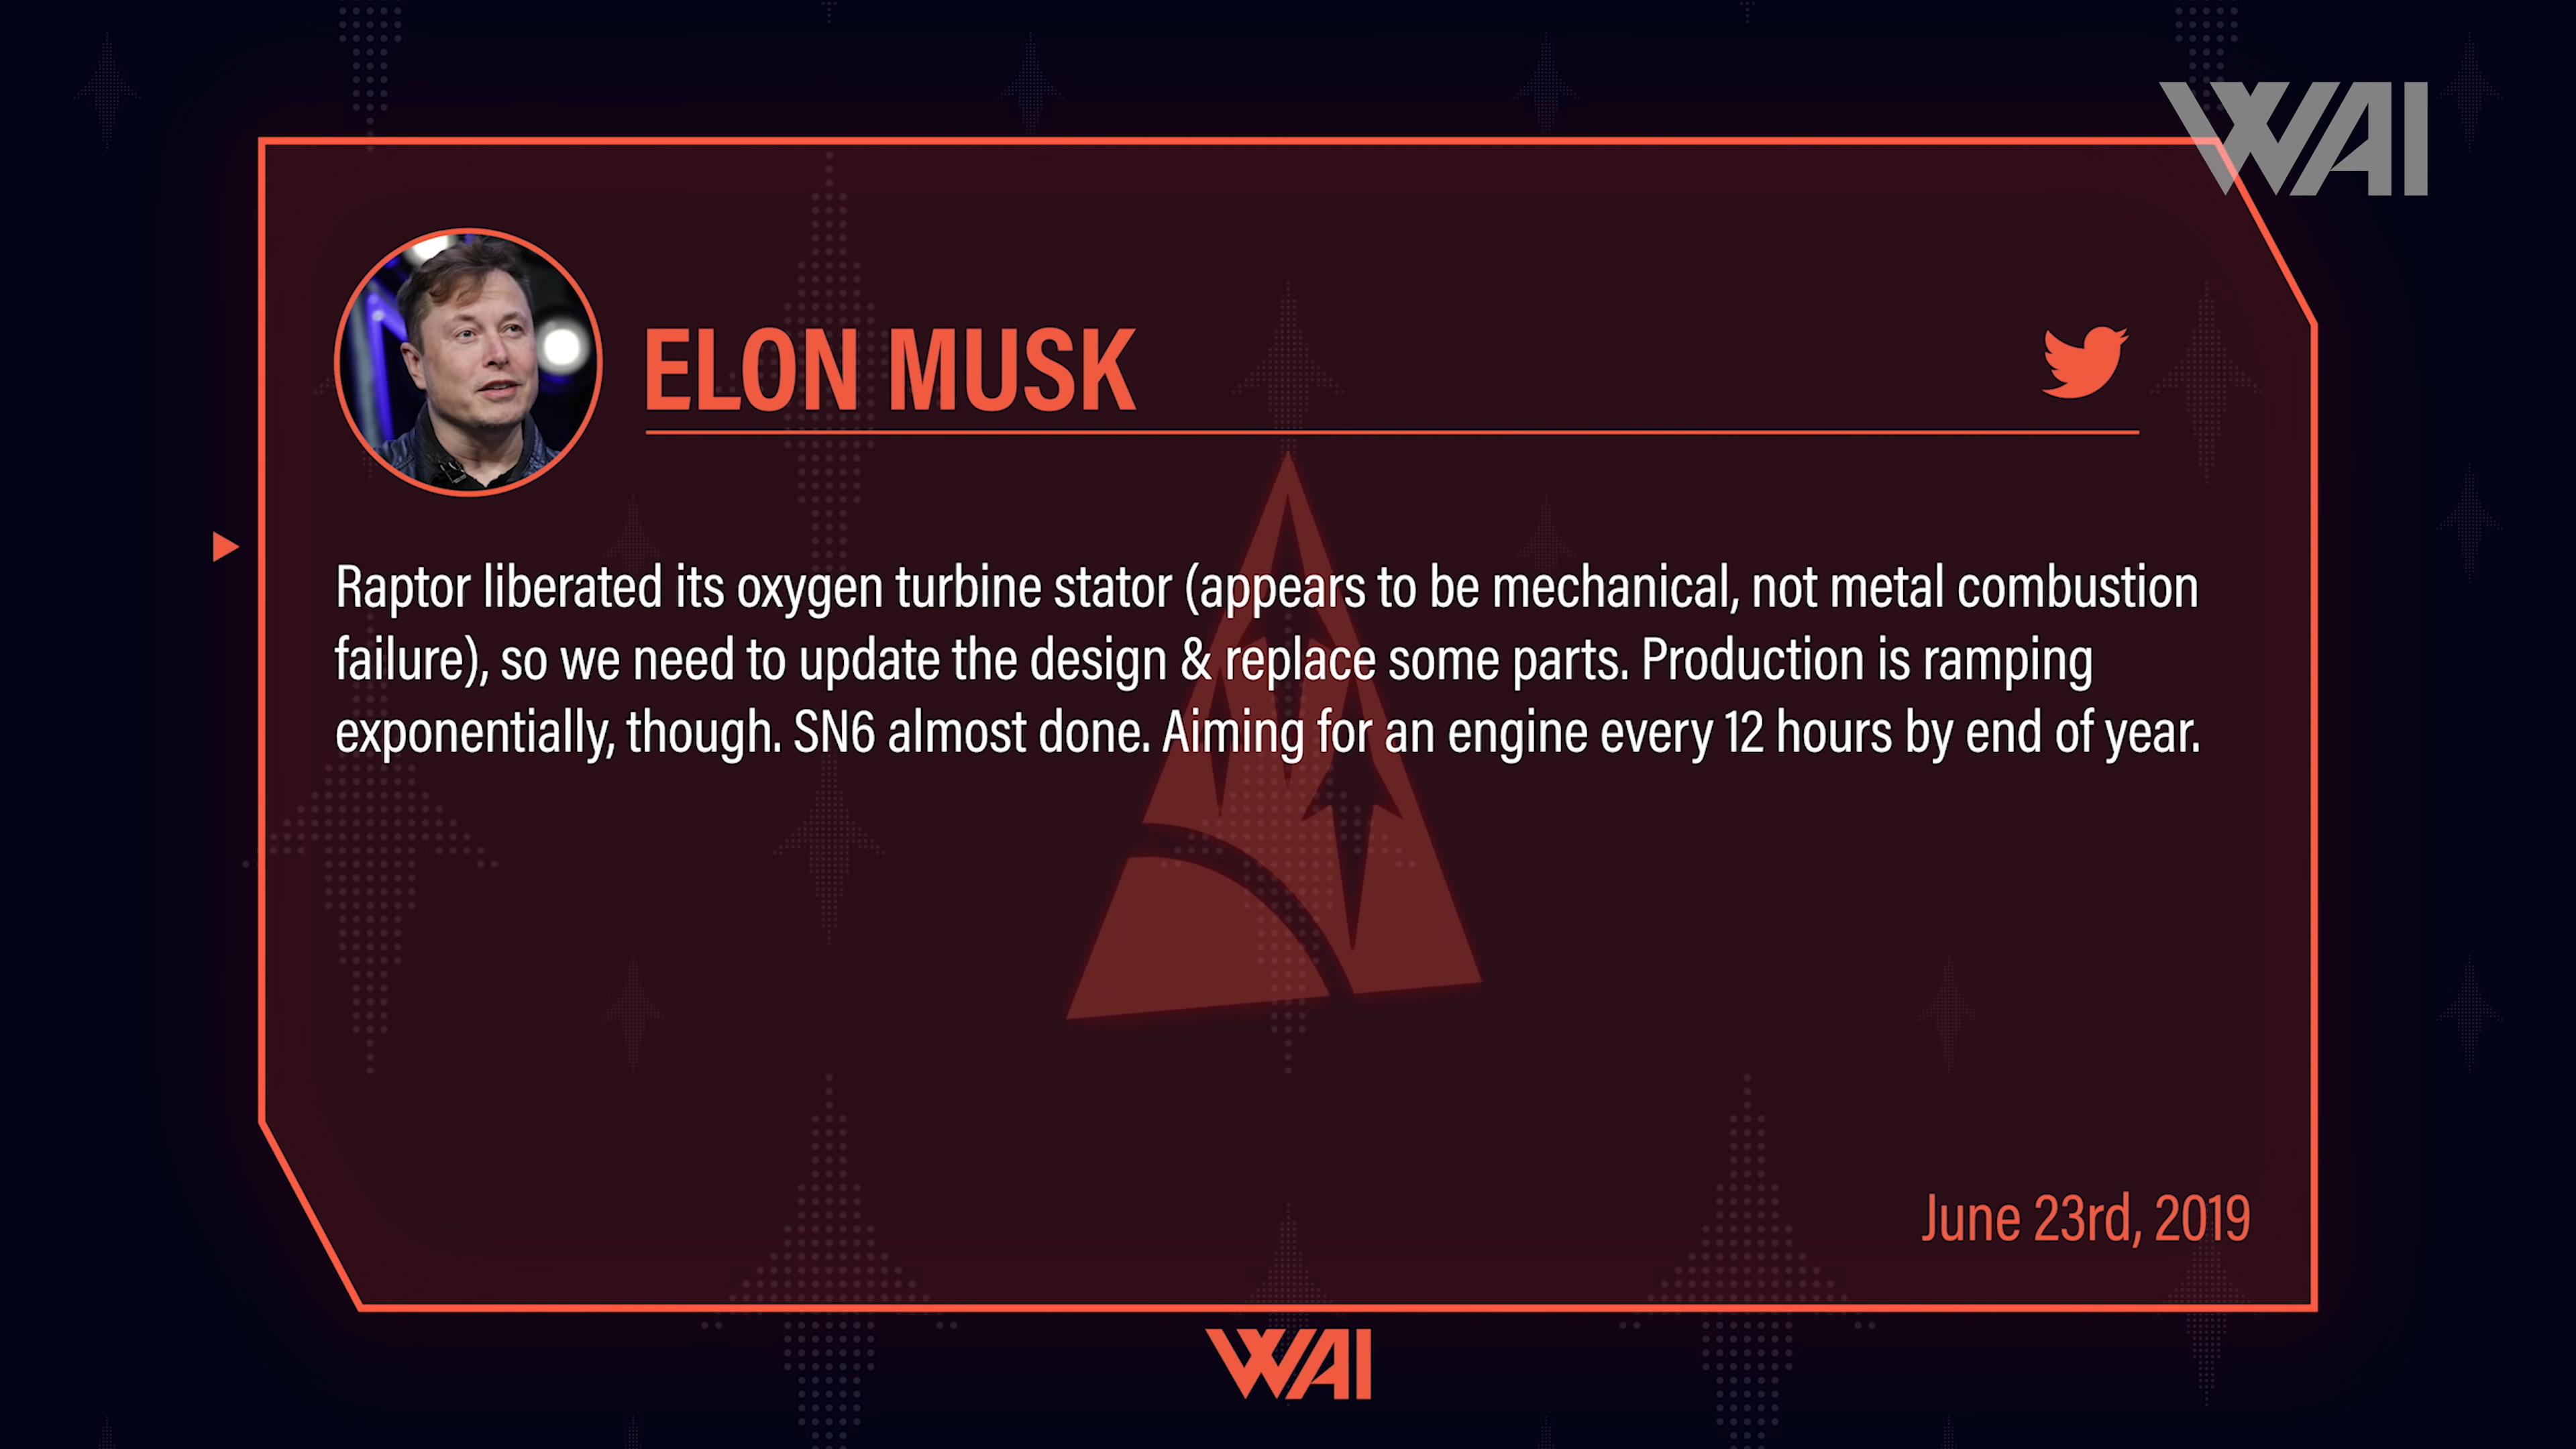 WAI
ELON MUSK
Raptor liberated its oxygen turbine stator (appears to be mechanical, not metal combustion
failure), so we need to update the design & replace some parts. Production is ramping
exponentially, though. SN6 almost done. Aiming for an engine every 12 hours by end of year.
June 23rd, 2019
WAI